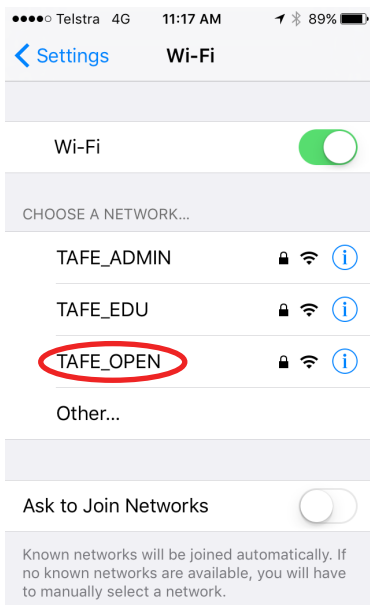 Telstra 4G 11:17 AM 89%
Settings Wi-Fi
Wi-Fi
CHOOSE A NETWORK...
TAFE_ADMIN
TAFE_EDU
TAFE_OPEN
Other...
Ask to Join Networks
Known networks will be joined automatically. If
no known networks are available, you will have
to manually select a network.